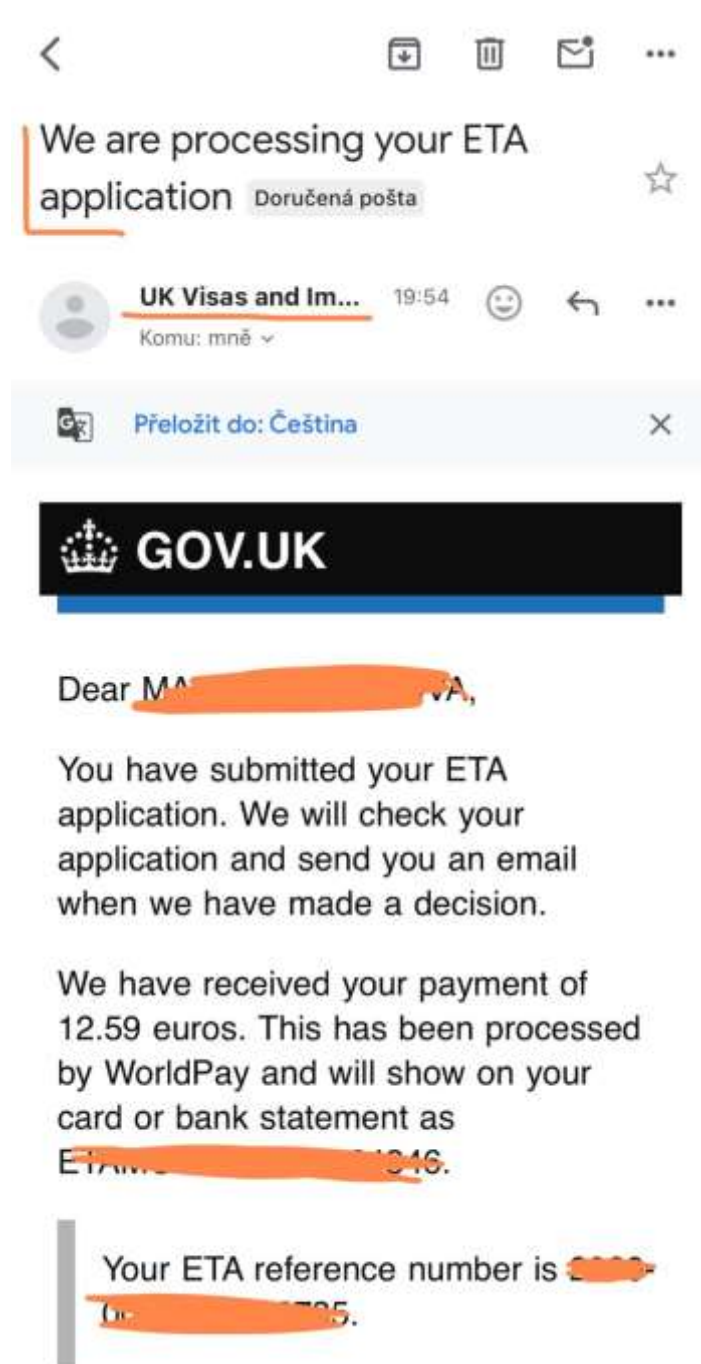 We are processing your ETA
application Doručená pošta
UK Visas and Im... 19:54
Komu: mně
Přeložit do: Čeština
GOV.UK
Dear
You have submitted your ETA
application. We will check your
application and send you an email
when we have made a decision.
We have received your payment of
12.59 euros. This has been processed
by WorldPay and will show on your
card or bank statement as
Your ETA reference number is